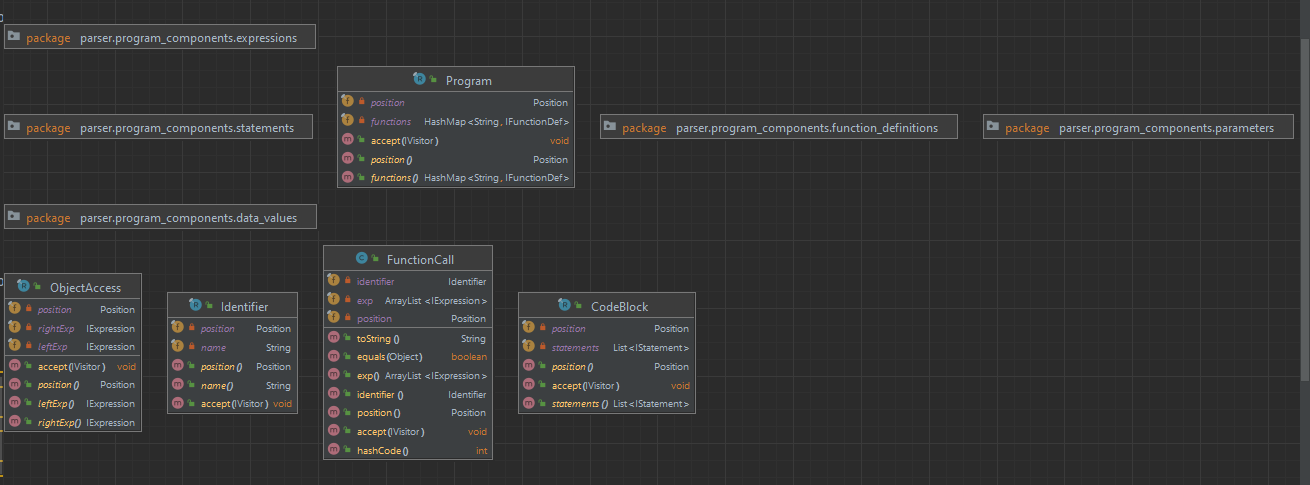 package parser.program_components.expressions
Program
position Position
functions HashMap<String, IFunctionDef>
accept(IVisitor) void
position() Position
functions() HashMap<String, IFunctionDef>
package parser.program_components.statements
package parser.program_components.function_definitions
package parser.program_components.parameters
package parser.program_components.data_values
ObjectAccess
position Position
rightExp IExpression
leftExp IExpression
accept(IVisitor) void
position() Position
leftExp() IExpression
rightExp() IExpression
Identifier
position Position
name String
position() Position
name() String
accept(IVisitor) void
FunctionCall
identifier Identifier
exp ArrayList<IExpression>
position Position
toString() String
equals(Object) boolean
exp() ArrayList<IExpression>
identifier() Identifier
position() Position
accept(IVisitor) void
hashCode() int
CodeBlock
position Position
statements List<IStatement>
position() Position
accept(IVisitor) void
statements() List<IStatement>